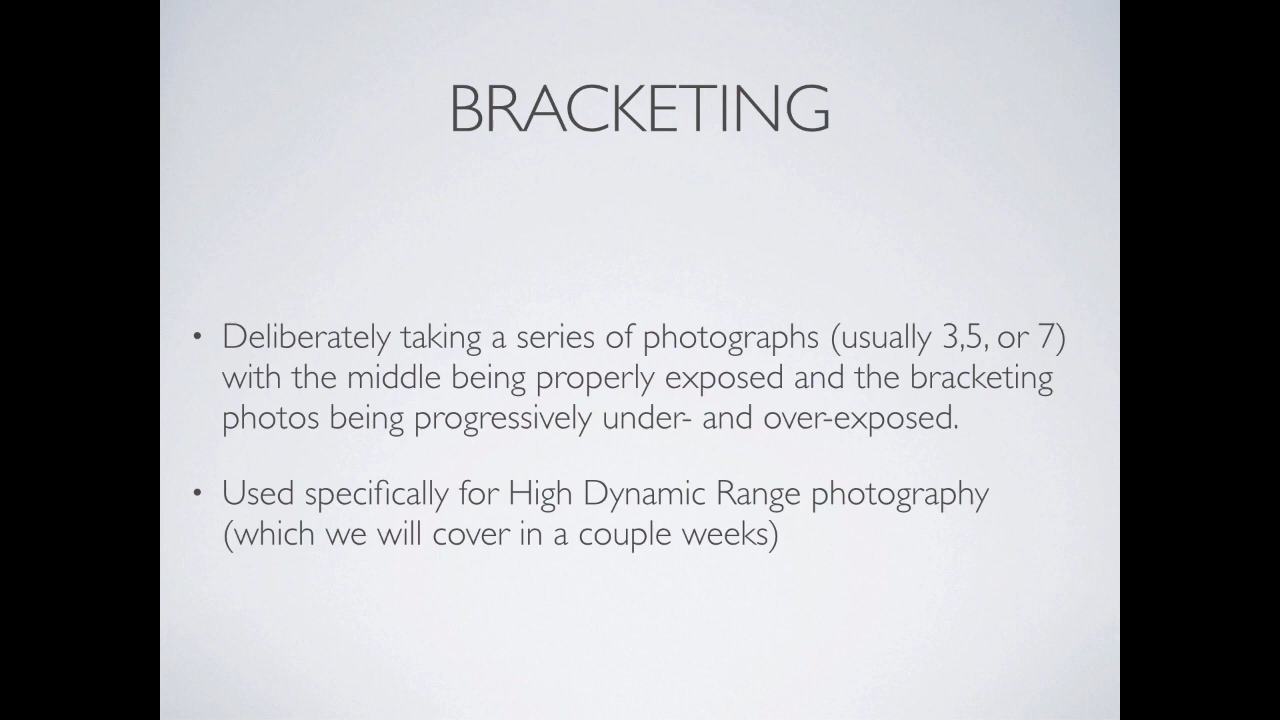 BRACKETING
• Deliberately taking a series of photographs (usually 3,5, or 7)
with the middle being properly exposed and the bracketing
photos being progressively under- and over-exposed.
• Used specifically for High Dynamic Range photography
(which we will cover in a couple weeks)